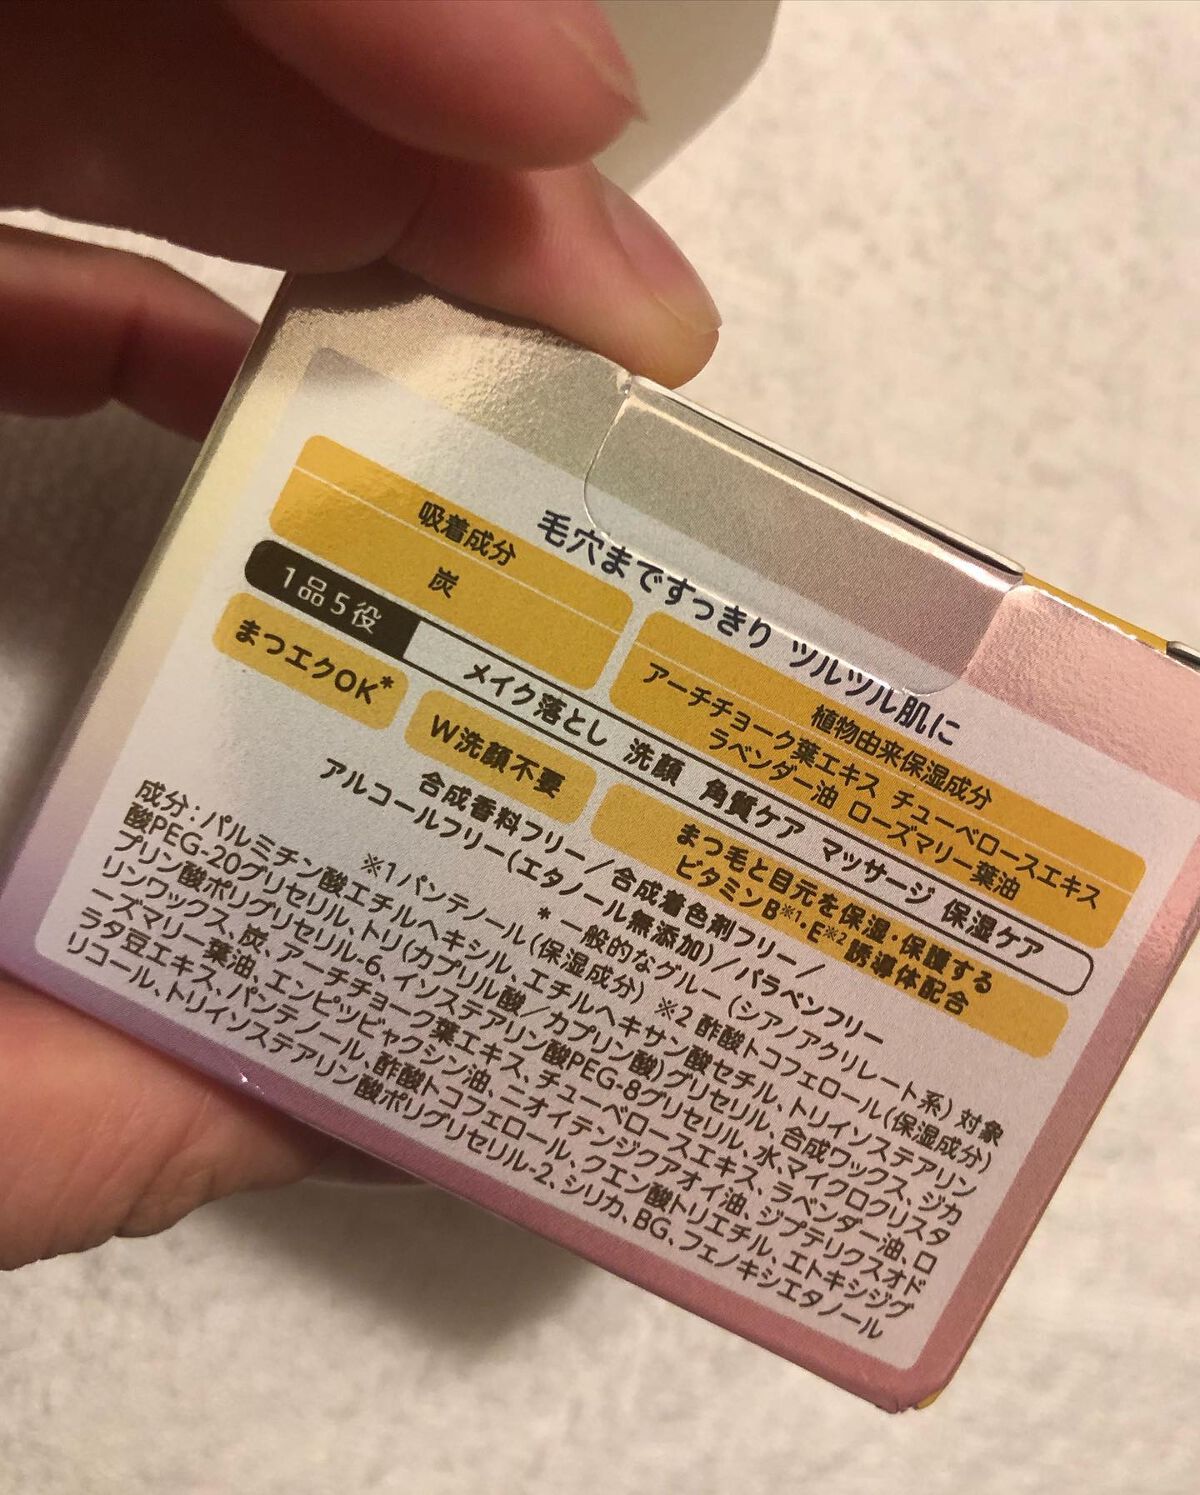 毛穴まですっきり ツルツル肌に
吸着成分
炭
植物由来保湿成分
アーチチョーク葉エキス チューベロースエキス
ラベンダー油 ローズマリー葉油
1品5役
メイク落とし 洗顔 角質ケア マッサージ 保湿ケア
まつエクOK*
W洗顔不要
まつ毛と目元を保湿・保護する
ビタミンB※1・E※2誘導体配合
合成香料フリー／合成着色剤フリー／
アルコールフリー(エタノール無添加)／パラベンフリー
* 一般的なグルー（シアノアクリレート系）対象
※1 パンテノール（保湿成分） ※2 酢酸トコフェロール(保湿成分)
成分：パルミチン酸エチルヘキシル、エチルヘキサン酸セチル、トリイソステアリン
酸PEG-20グリセリル、トリ(カプリル酸／カプリン酸)グリセリル、合成ワックス、ジカ
プリン酸ポリグリセリル-6、イソステアリン酸PEG-8グリセリル、水、マイクロクリスタ
リンワックス、炭、アーチチョーク葉エキス、チューベロースエキス、ラベンダー油、ロ
ーズマリー葉油、エンピツビャクシン油、ニオイテンジクアオイ油、ジプテリクスオド
ラタ豆エキス、パンテノール、酢酸トコフェロール、クエン酸トリエチル、エトキシジグ
リコール、トリイソステアリン酸ポリグリセリル-2、シリカ、BG、フェノキシエタノール